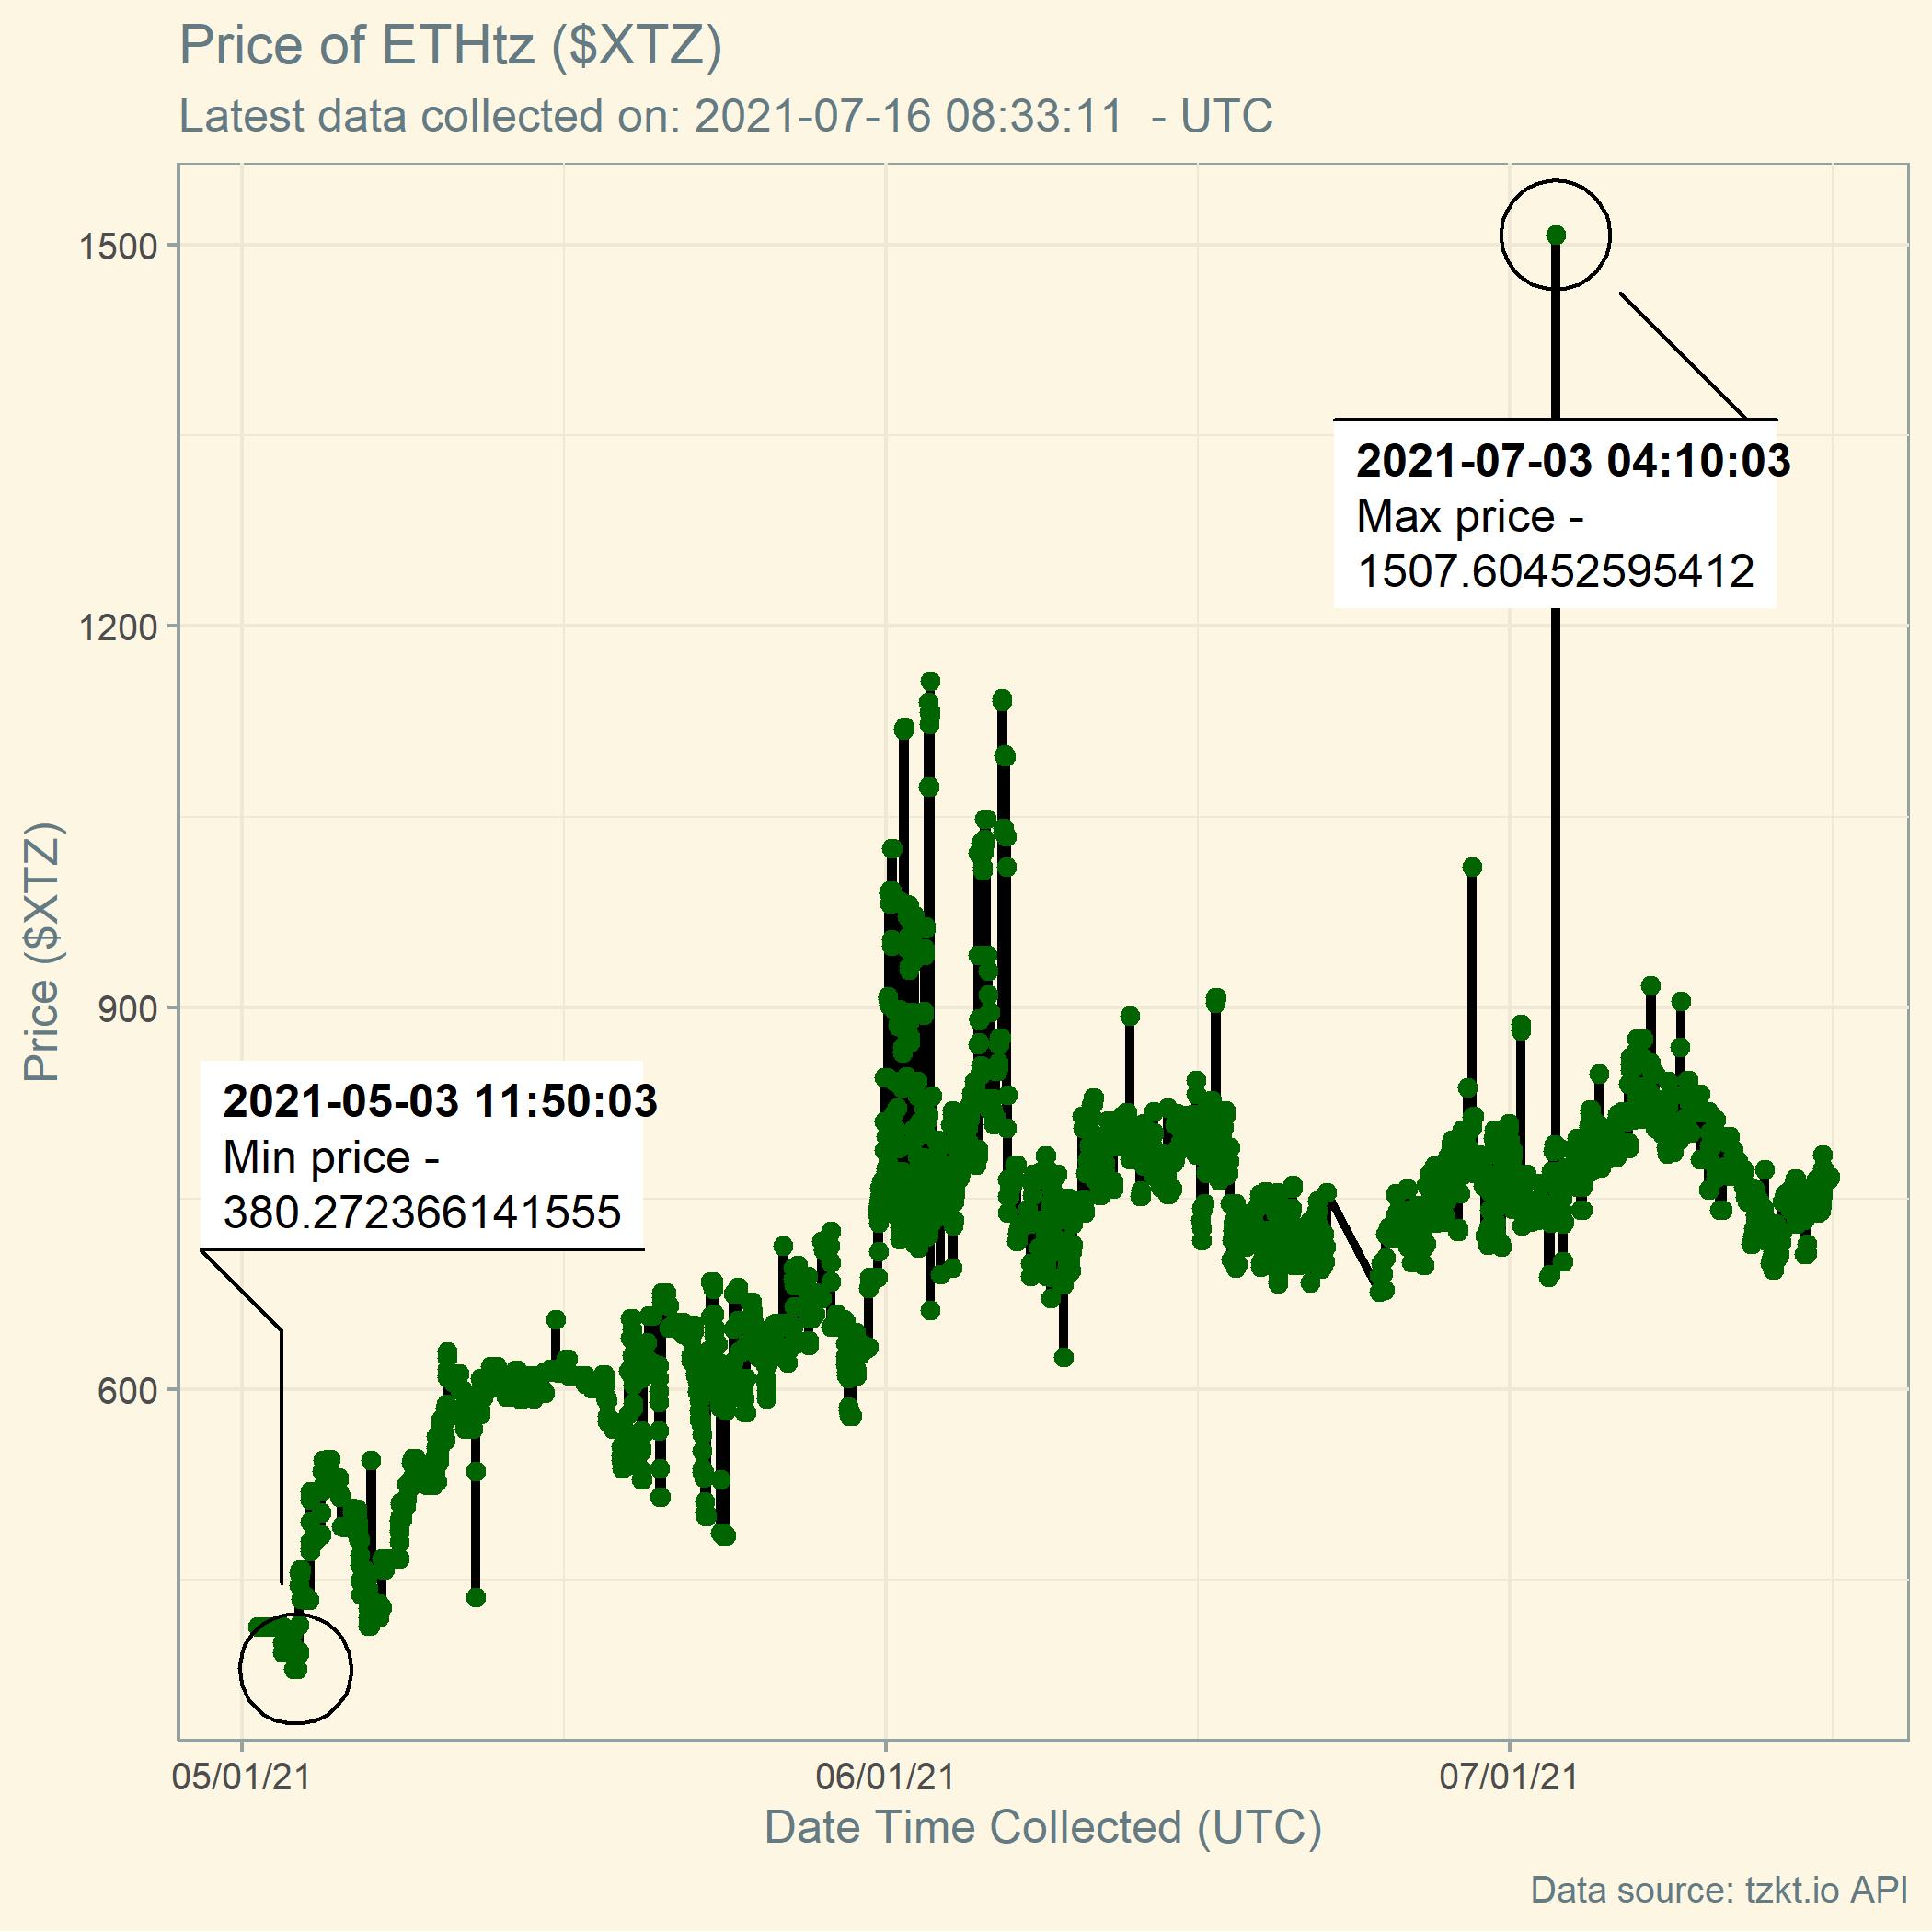 Price of ETHtz ($XTZ)
Latest data collected on: 2021-07-16 08:33:11  - UTC
1500
1200
900
600
Price ($XTZ)
2021-07-03 04:10:03
Max price -
1507.60452595412
2021-05-03 11:50:03
Min price -
380.272366141555
05/01/21
06/01/21
07/01/21
Date Time Collected (UTC)
Data source: tzkt.io API